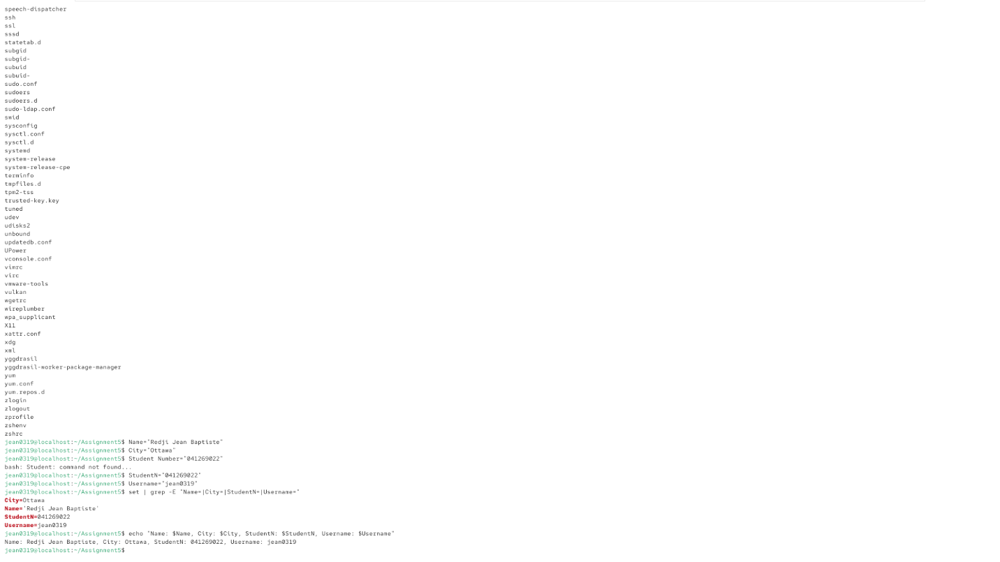 speech-dispatcher
ssh
ssl
sssd
statetab.d
subgid
subgid-
subuid
subuid-
sudo.conf
sudoers
sudoers.d
sudo-ldap.conf
swid
sysconfig
sysctl.conf
sysctl.d
systemd
system-release
system-release-cpe
terminfo
tmpfiles.d
tpm2-tss
trusted-key.key
tuned
udev
udisks2
unbound
updatedb.conf
UPower
vconsole.conf
vimrc
virc
vmware-tools
vulkan
wgetrc
wireplumber
wpa_supplicant
X11
xattr.conf
xdg
xml
yggdrasil
yggdrasil-worker-package-manager
yum
yum.conf
yum.repos.d
zlogin
zlogout
zprofile
zshenv
zshrc
jean0319@localhost:~/Assignment5$ Name="Redji Jean Baptiste"
jean0319@localhost:~/Assignment5$ City="Ottawa"
jean0319@localhost:~/Assignment5$ Student Number="041269022"
bash: Student: command not found...
jean0319@localhost:~/Assignment5$ StudentN="041269022"
jean0319@localhost:~/Assignment5$ Username="jean0319"
jean0319@localhost:~/Assignment5$ set | grep -E "Name=|City=|StudentN=|Username="
City=Ottawa
Name='Redji Jean Baptiste'
StudentN=041269022
Username=jean0319
jean0319@localhost:~/Assignment5$ echo "Name: $Name, City: $City, StudentN: $StudentN, Username: $Username"
Name: Redji Jean Baptiste, City: Ottawa, StudentN: 041269022, Username: jean0319
jean0319@localhost:~/Assignment5$